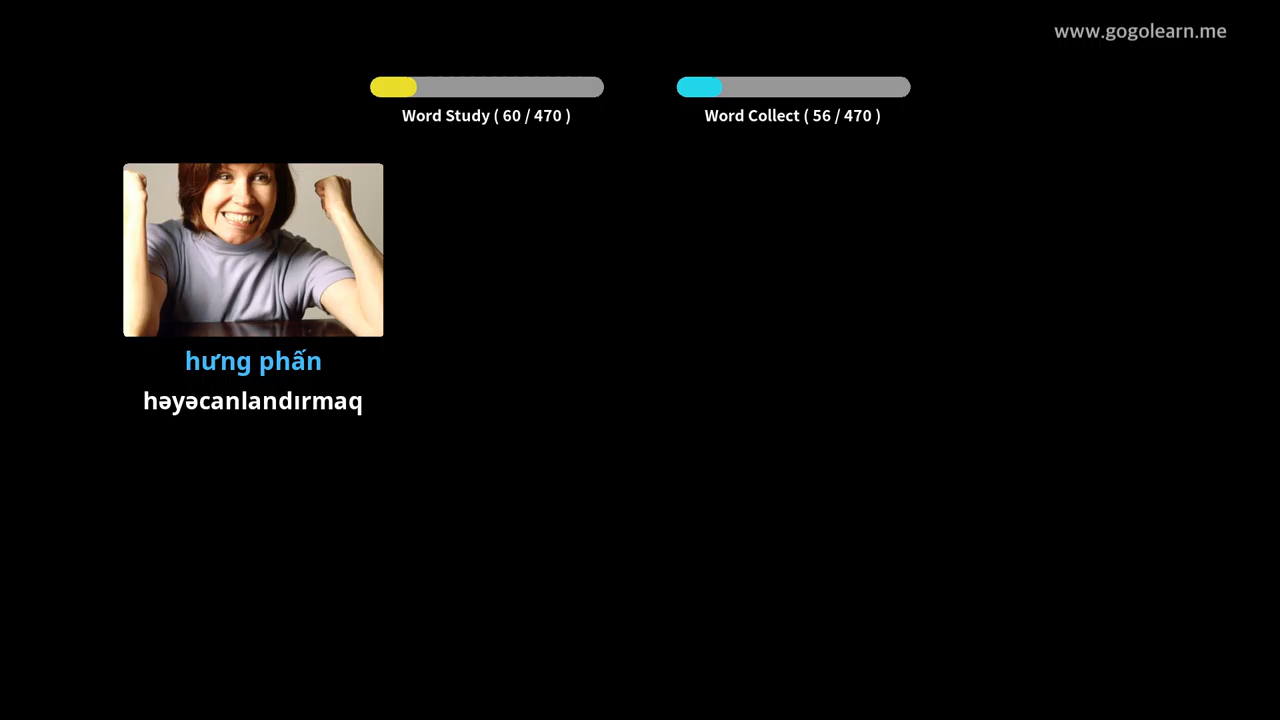 www.gogolearn.me
Word Study ( 60 / 470 )
Word Collect ( 56 / 470 )
hưng phấn
həyəcanlandırmaq